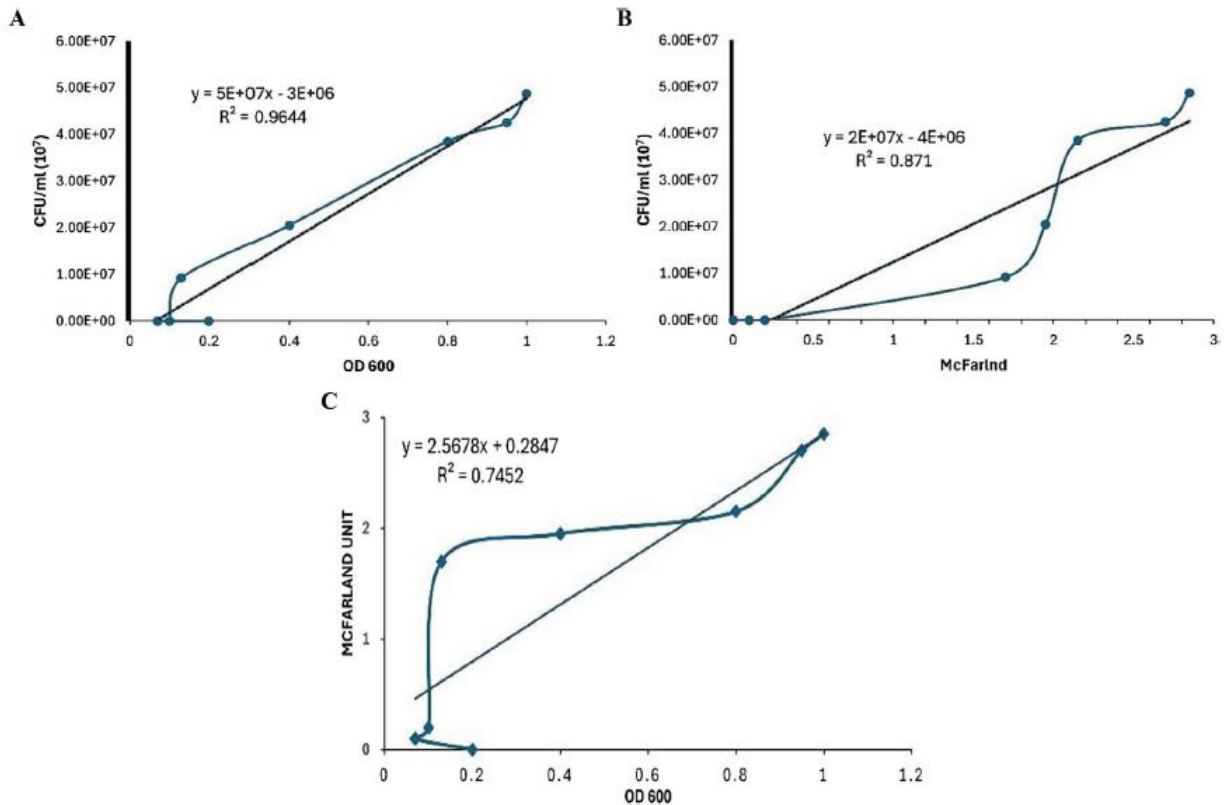 A
6.00E+07
5.00E+07
4.00E+07
3.00E+07
2.00E+07
1.00E+07
0.00E+00
CFU/ml (10⁷)
y = 5E+07x - 3E+06
R² = 0.9644
0 0.2 0.4 0.6 0.8 1 1.2
OD 600
B
6.00E+07
5.00E+07
4.00E+07
3.00E+07
2.00E+07
1.00E+07
0.00E+00
CFU/ml (10⁷)
y = 2E+07x - 4E+06
R² = 0.871
0 0.5 1 1.5 2 2.5 3
McFarlnd
C
3
2
1
0
MCFARLAND UNIT
y = 2.5678x + 0.2847
R² = 0.7452
0 0.2 0.4 0.6 0.8 1 1.2
OD 600